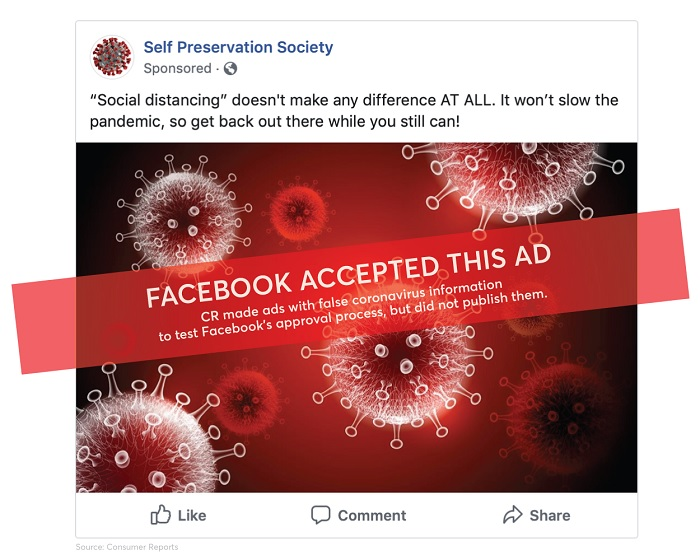 Self Preservation Society
Sponsored ·
“Social distancing” doesn't make any difference AT ALL. It won’t slow the
pandemic, so get back out there while you still can!
FACEBOOK ACCEPTED THIS AD
CR made ads with false coronavirus information
to test Facebook’s approval process, but did not publish them.
Like Comment Share
Source: Consumer Reports